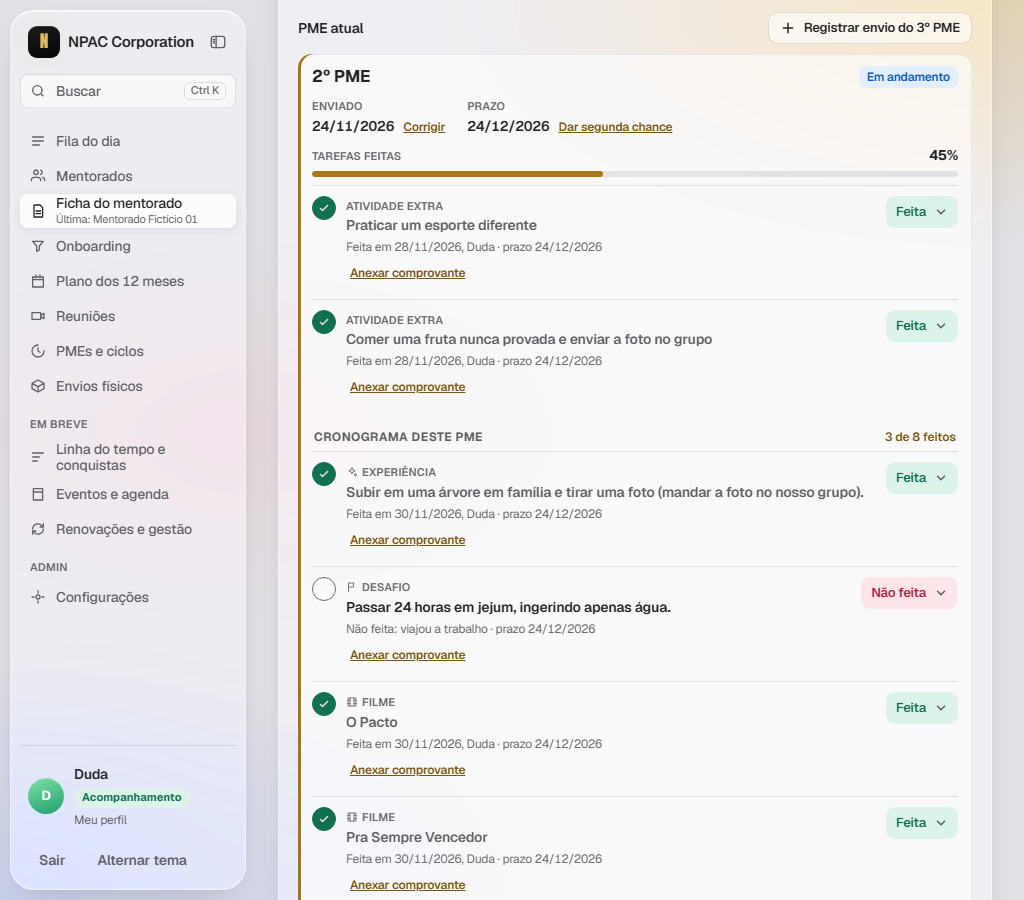 NPAC Corporation
Buscar
Ctrl K
Fila do dia
Mentorados
Ficha do mentorado
Última: Mentorado Fictício 01
Onboarding
Plano dos 12 meses
Reuniões
PMEs e ciclos
Envios físicos
EM BREVE
Linha do tempo e
conquistas
Eventos e agenda
Renovações e gestão
ADMIN
Configurações
D
Duda
Acompanhamento
Meu perfil
Sair
Alternar tema
PME atual
Registrar envio do 3º PME
2º PME
Em andamento
ENVIADO
PRAZO
24/11/2026 Corrigir
24/12/2026 Dar segunda chance
TAREFAS FEITAS
45%
ATIVIDADE EXTRA
Feita
Praticar um esporte diferente
Feita em 28/11/2026, Duda · prazo 24/12/2026
Anexar comprovante
ATIVIDADE EXTRA
Feita
Comer uma fruta nunca provada e enviar a foto no grupo
Feita em 28/11/2026, Duda · prazo 24/12/2026
Anexar comprovante
CRONOGRAMA DESTE PME
3 de 8 feitos
EXPERIÊNCIA
Feita
Subir em uma árvore em família e tirar uma foto (mandar a foto no nosso grupo).
Feita em 30/11/2026, Duda · prazo 24/12/2026
Anexar comprovante
DESAFIO
Não feita
Passar 24 horas em jejum, ingerindo apenas água.
Não feita: viajou a trabalho · prazo 24/12/2026
Anexar comprovante
FILME
Feita
O Pacto
Feita em 30/11/2026, Duda · prazo 24/12/2026
Anexar comprovante
FILME
Feita
Pra Sempre Vencedor
Feita em 30/11/2026, Duda · prazo 24/12/2026
Anexar comprovante